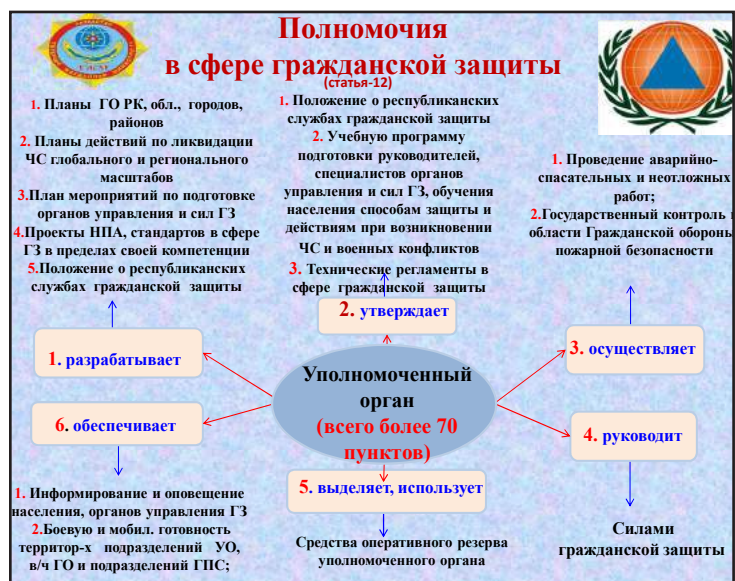 Полномочия
в сфере гражданской защиты
(статья-12)
1. Планы ГО РК, обл., городов,
районов
2. Планы действий по ликвидации
ЧС глобального и регионального
масштабов
3.План мероприятий по подготовке
органов управления и сил ГЗ
4.Проекты НПА, стандартов в сфере
ГЗ в пределах своей компетенции
5.Положение о республиканских
службах гражданской защиты
1. Положение о республиканских
службах гражданской защиты
2. Учебную программу
подготовки руководителей,
специалистов органов
управления и сил ГЗ, обучения
населения способам защиты и
действиям при возникновении
ЧС и военных конфликтов
3. Технические регламенты в
сфере гражданской защиты
1. Проведение аварийно-
спасательных и неотложных
работ;
2.Государственный контроль
области Гражданской обороны
пожарной безопасности
1. разрабатывает
2. утверждает
3. осуществляет
Уполномоченный
орган
(всего более 70
пунктов)
6. обеспечивает
4. руководит
5. выделяет, использует
1. Информирование и оповещение
населения, органов управления ГЗ
2.Боевую и мобил. готовность
территор-х подразделений УО,
в/ч ГО и подразделений ГПС;
Средства оперативного резерва
уполномоченного органа
Силами
гражданской защиты